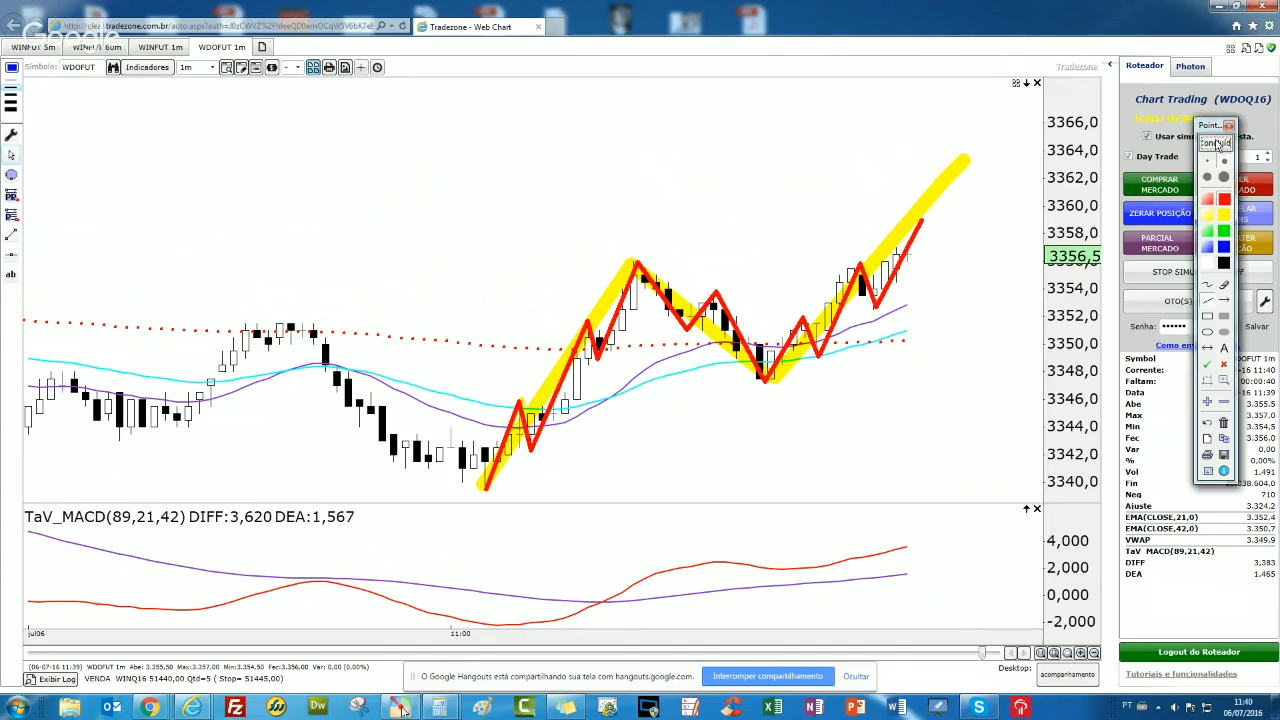 Tradezone - Web Chart
WINFUT 5m
WINFUT 60m
WINFUT 1m
WDOFUT 1m
Símbolo:
WDOFUT
Indicadores
1m
Tradezone
Roteador
Photon
Chart Trading (WDOQ16)
Day Trade
1
COMPRAR
MERCADO
ZERAR POSIÇÃO
PARCIAL
MERCADO
Senha:
Salvar
Point...
3366,0
3364,0
3362,0
3360,0
3358,0
3356,5
3354,0
3352,0
3350,0
3348,0
3346,0
3344,0
3342,0
3340,0
TaV_MACD(89,21,42) DIFF:3,620 DEA:1,567
4,000
2,000
0,000
-2,000
jul06
11:00
Symbol
Corrente:
Faltam:
Data
Abe 3.355,5
Max 3.357,0
Min 3.354,5
Fec 3.356,0
Var 0,00
% 0,00%
Vol 1.491
Fin
Neg 710
Ajuste 3.324,2
EMA(CLOSE,21,0) 3.352,4
EMA(CLOSE,42,0) 3.350,7
VWAP 3.349,9
TaV_MACD(89,21,42)
DIFF 3,383
DEA 1,465
Logout do Roteador
Tutoriais e funcionalidades
(06-07-16 11:39) WDOFUT 1m Abe: 3.355,50 Max:3.357,00 Min:3.354,50 Fec:3.356,00 Var: 0,00 (0.00%)
Exibir Log
VENDA WINQ16 51440,00 Qtd=5 ( Stop= 51445,00)
O Google Hangouts está compartilhando sua tela com hangouts.google.com.
Interromper compartilhamento
Ocultar
Desktop:
acompanhamento
PT
11:40
06/07/2016